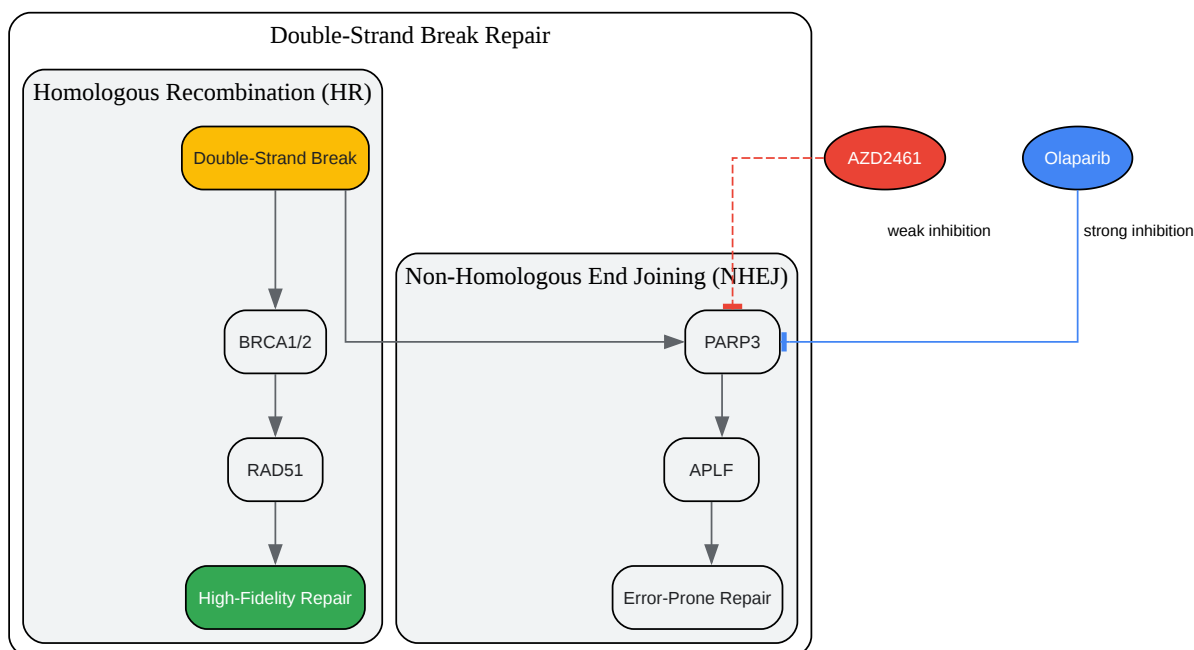 Double-Strand Break Repair
Homologous Recombination (HR)
Double-Strand Break
AZD2461
Olaparib
weak inhibition
strong inhibition
Non-Homologous End Joining (NHEJ)
BRCA1/2
PARP3
RAD51
APLF
High-Fidelity Repair
Error-Prone Repair